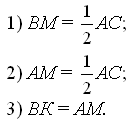 1) BM = 1/2 AC;
2) AM = 1/2 AC;
3) BK = AM.